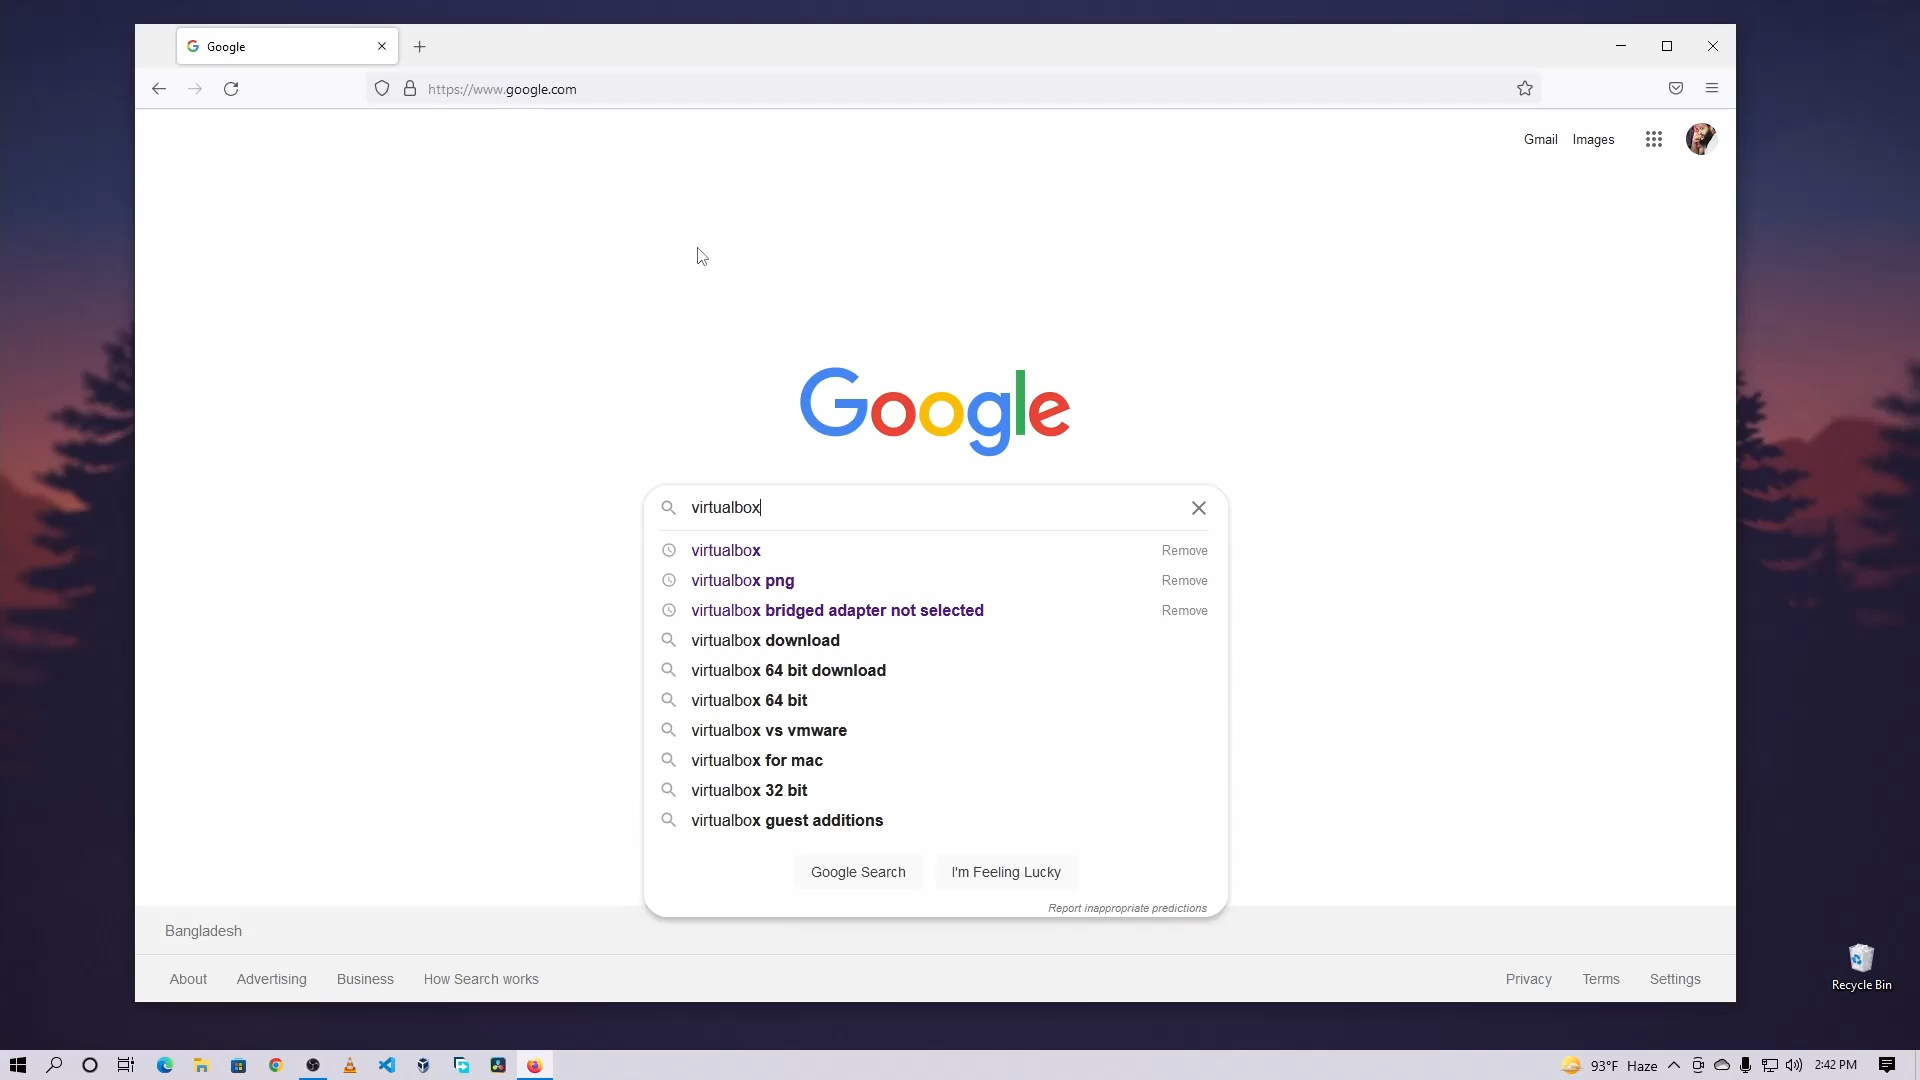 Google
https://www.google.com
Gmail Images
Google
virtualbox
virtualbox Remove
virtualbox png Remove
virtualbox bridged adapter not selected Remove
virtualbox download
virtualbox 64 bit download
virtualbox 64 bit
virtualbox vs vmware
virtualbox for mac
virtualbox 32 bit
virtualbox guest additions
Google Search I'm Feeling Lucky
Report inappropriate predictions
Bangladesh
About Advertising Business How Search works Privacy Terms Settings
Recycle Bin
93°F Haze 2:42 PM